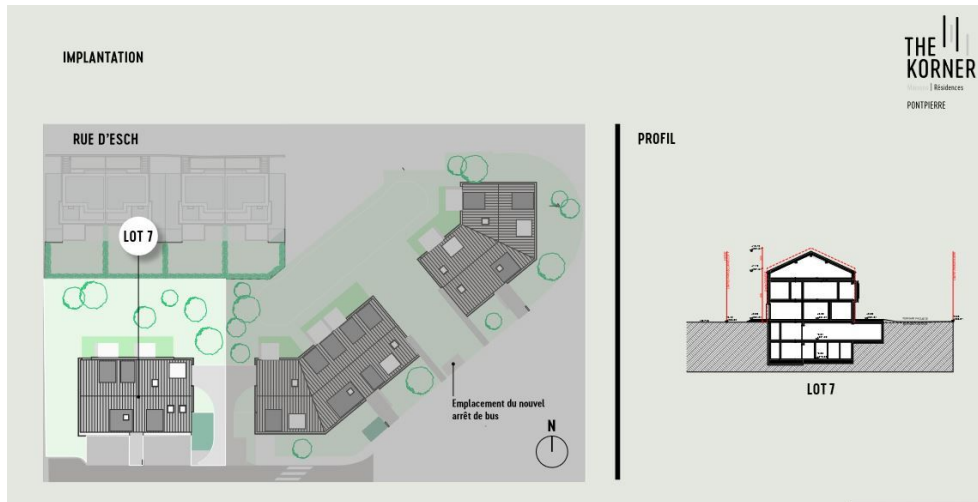 IMPLANTATION
THE
KORNER
| Résidences
PONTPIERRE
RUE D'ESCH
LOT 7
Emplacement du nouvel
arrêt de bus
N
PROFIL
LOT 7